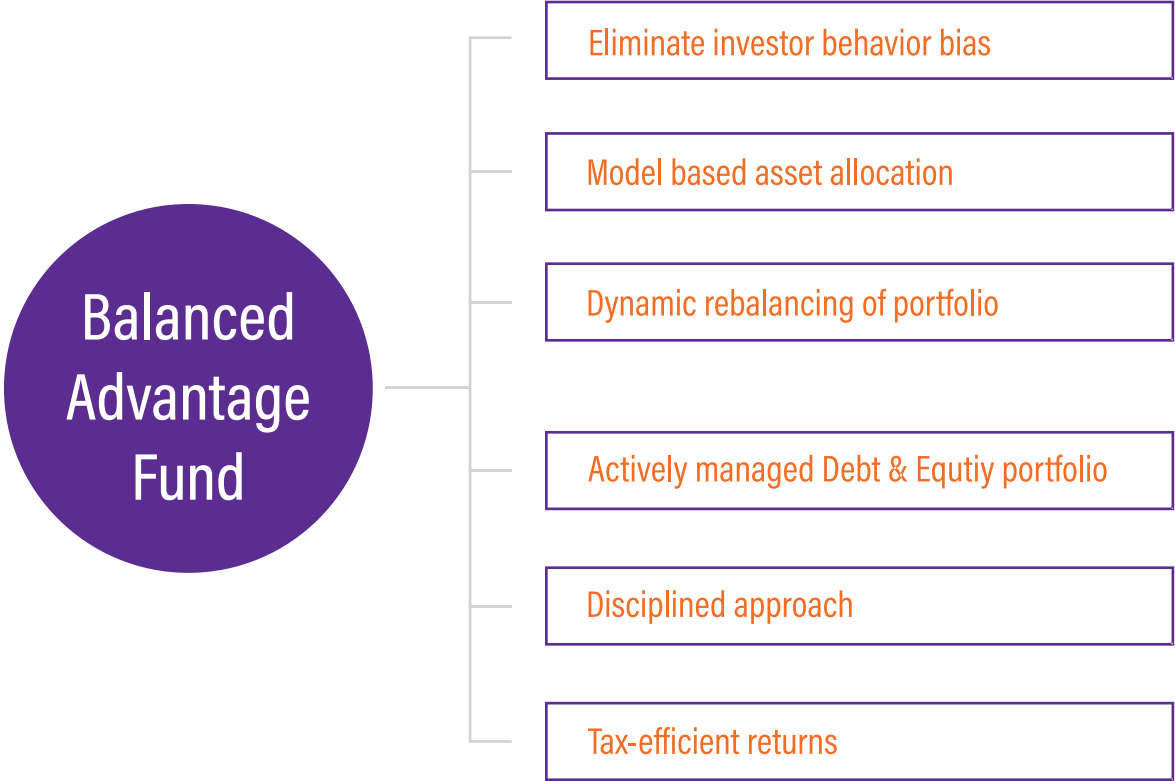 Balanced
Advantage
Fund
Eliminate investor behavior bias
Model based asset allocation
Dynamic rebalancing of portfolio
Actively managed Debt & Equtiy portfolio
Disciplined approach
Tax-efficient returns